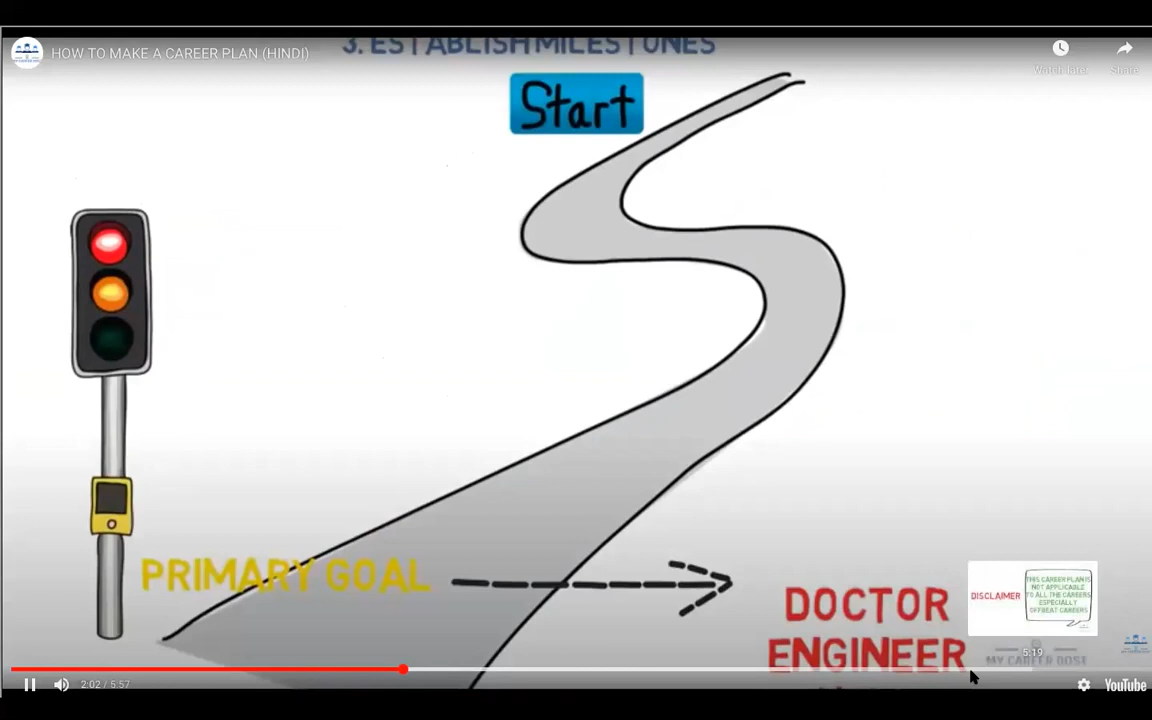 HOW TO MAKE A CAREER PLAN (HINDI)
3. ESTABLISH MILESTONES
Watch later
Share
Start
PRIMARY GOAL
DOCTOR
ENGINEER
DISCLAIMER
THIS CAREER PLAN IS
NOT APPLICABLE
TO ALL THE CAREERS
ESPECIALLY
OFFBEAT CAREERS
5:19
MY CAREER DOST
2:02 / 5:57
YouTube